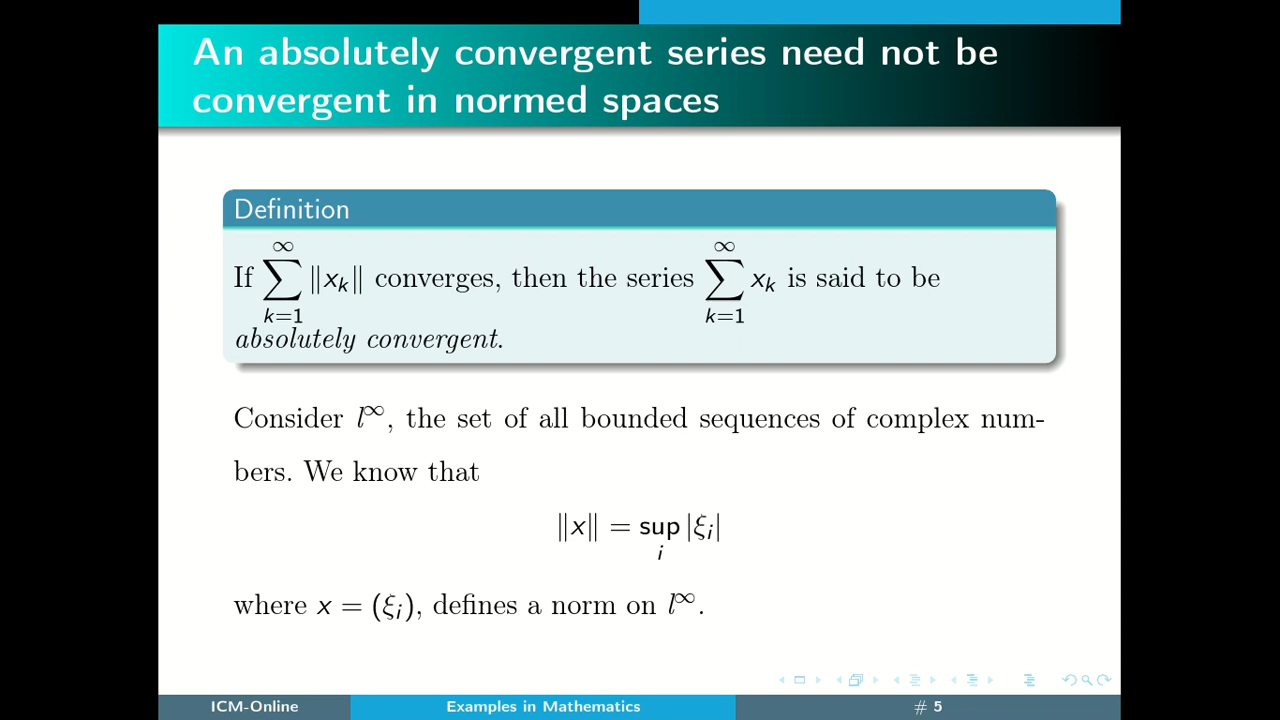 An absolutely convergent series need not be
convergent in normed spaces
Definition
If ∑_{k=1}^{∞} ‖x_k‖ converges, then the series ∑_{k=1}^{∞} x_k is said to be
absolutely convergent.
Consider l^∞, the set of all bounded sequences of complex num-
bers. We know that
‖x‖ = sup_i |ξ_i|
where x = (ξ_i), defines a norm on l^∞.
ICM-Online Examples in Mathematics # 5